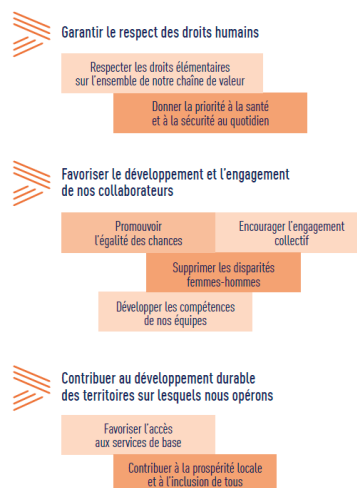 Garantir le respect des droits humains
Respecter les droits élémentaires
sur l'ensemble de notre chaîne de valeur
Donner la priorité à la santé
et à la sécurité au quotidien
Favoriser le développement et l'engagement
de nos collaborateurs
Promouvoir
l'égalité des chances
Encourager l'engagement
collectif
Supprimer les disparités
femmes-hommes
Développer les compétences
de nos équipes
Contribuer au développement durable
des territoires sur lesquels nous opérons
Favoriser l'accès
aux services de base
Contribuer à la prospérité locale
et à l'inclusion de tous